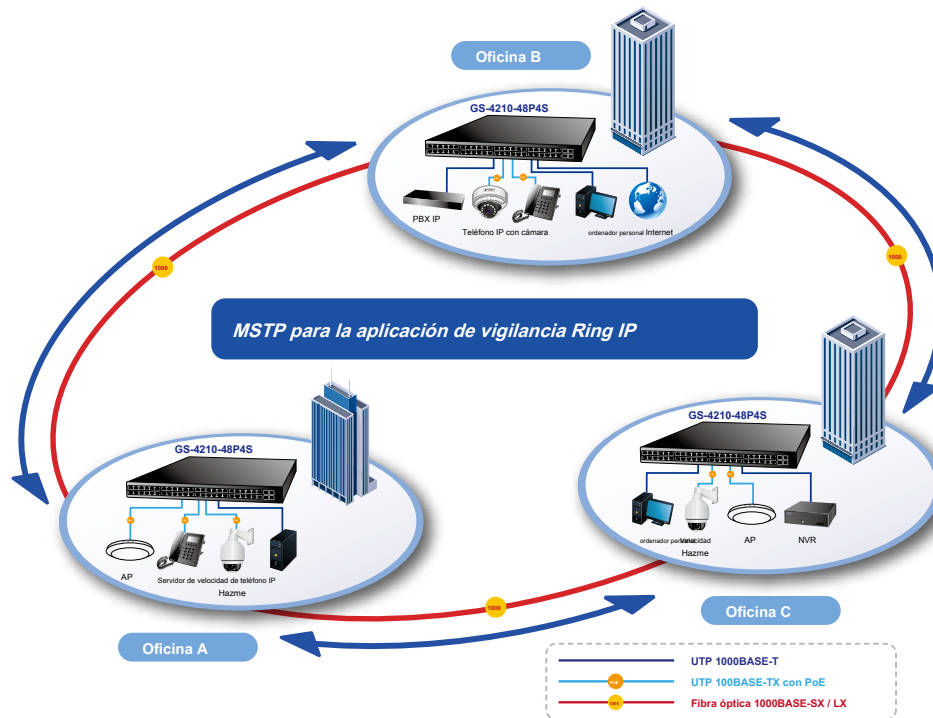 Oficina B
GS-4210-48P4S
PBX IP
Teléfono IP con cámara
ordenador personal Internet
1000
1000
MSTP para la aplicación de vigilancia Ring IP
GS-4210-48P4S
AP
Servidor de velocidad de teléfono IP
Hazme
Oficina A
GS-4210-48P4S
ordenador personal
Velocidad
Hazme
AP
NVR
Oficina C
1000
UTP 1000BASE-T
PoE
UTP 100BASE-TX con PoE
1000
Fibra óptica 1000BASE-SX / LX